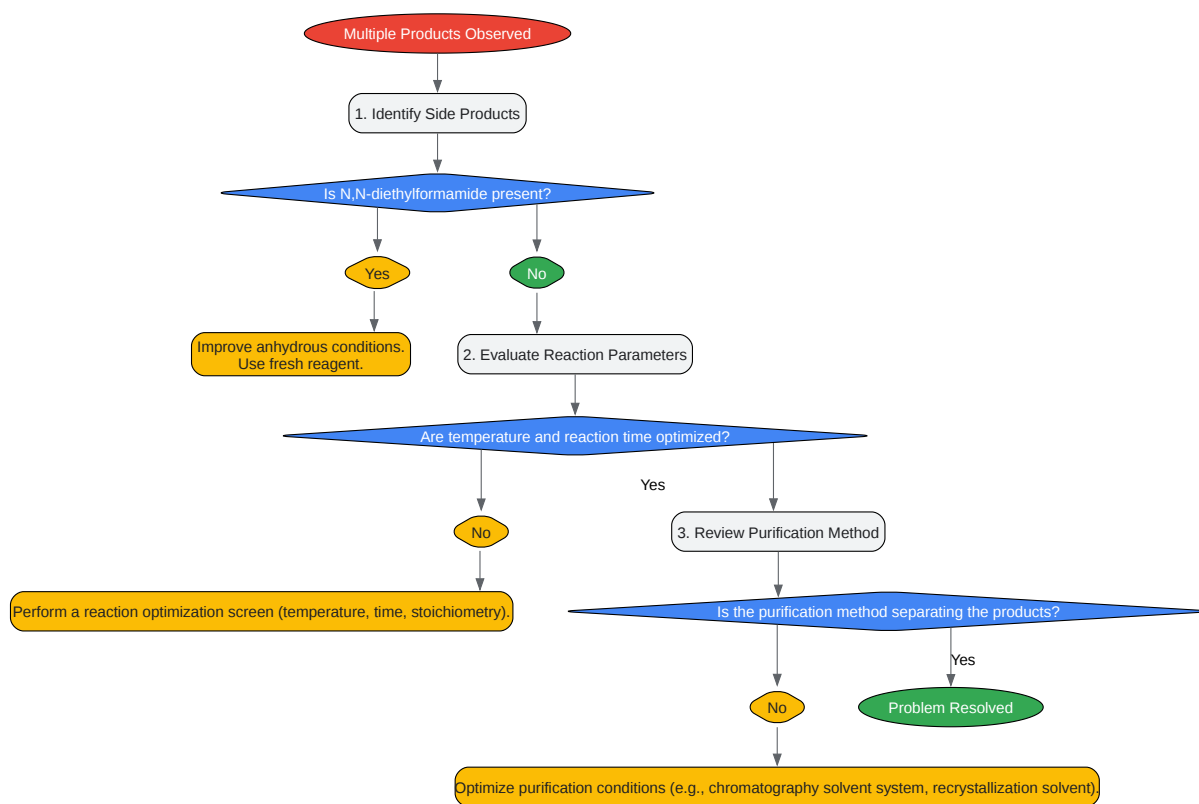 Multiple Products Observed
1. Identify Side Products
Is N,N-diethylformamide present?
Yes
No
Improve anhydrous conditions.
Use fresh reagent.
2. Evaluate Reaction Parameters
Are temperature and reaction time optimized?
Yes
No
3. Review Purification Method
Perform a reaction optimization screen (temperature, time, stoichiometry).
Is the purification method separating the products?
Yes
No
Problem Resolved
Optimize purification conditions (e.g., chromatography solvent system, recrystallization solvent).